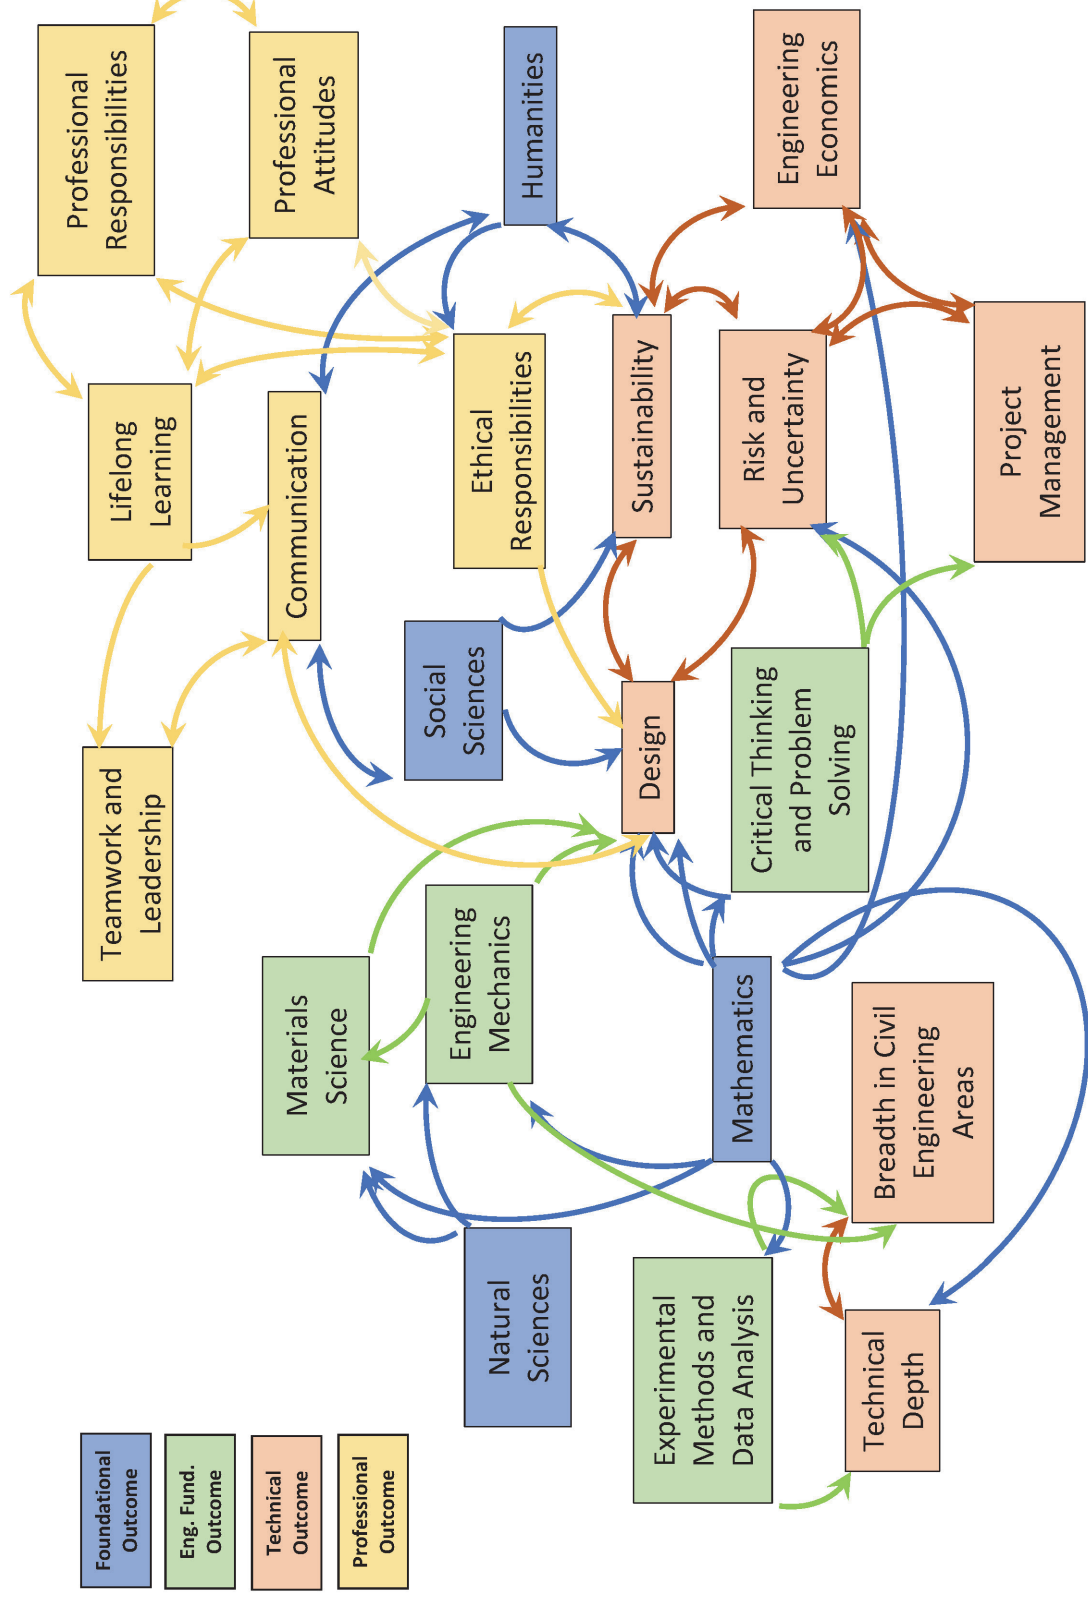 Foundational
Outcome
Eng. Fund.
Outcome
Technical
Outcome
Professional
Outcome
Teamwork and
Leadership
Lifelong
Learning
Professional
Responsibilities
Professional
Attitudes
Materials
Science
Communication
Natural
Sciences
Engineering
Mechanics
Social
Sciences
Ethical
Responsibilities
Humanities
Experimental
Methods and
Data Analysis
Mathematics
Design
Sustainability
Critical Thinking
and Problem
Solving
Risk and
Uncertainty
Engineering
Economics
Technical
Depth
Breadth in Civil
Engineering
Areas
Project
Management